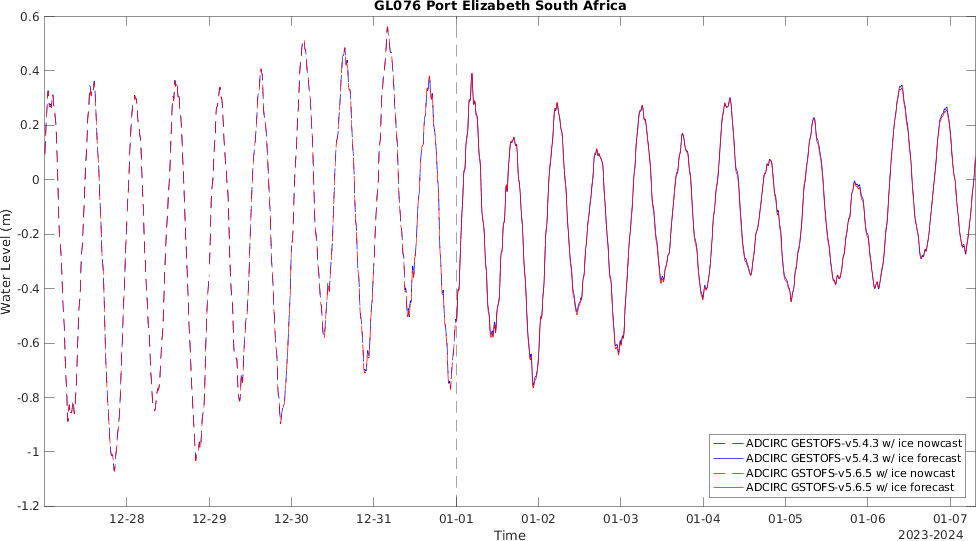 GL076 Port Elizabeth South Africa
0.6
0.4
0.2
0
-0.2
-0.4
-0.6
-0.8
-1
-1.2
Water Level (m)
ADCIRC GESTOFS-v5.4.3 w/ ice nowcast
ADCIRC GESTOFS-v5.4.3 w/ ice forecast
ADCIRC GSTOFS-v5.6.5 w/ ice nowcast
ADCIRC GSTOFS-v5.6.5 w/ ice forecast
12-28 12-29 12-30 12-31 01-01 01-02 01-03 01-04 01-05 01-06 01-07
Time
2023-2024